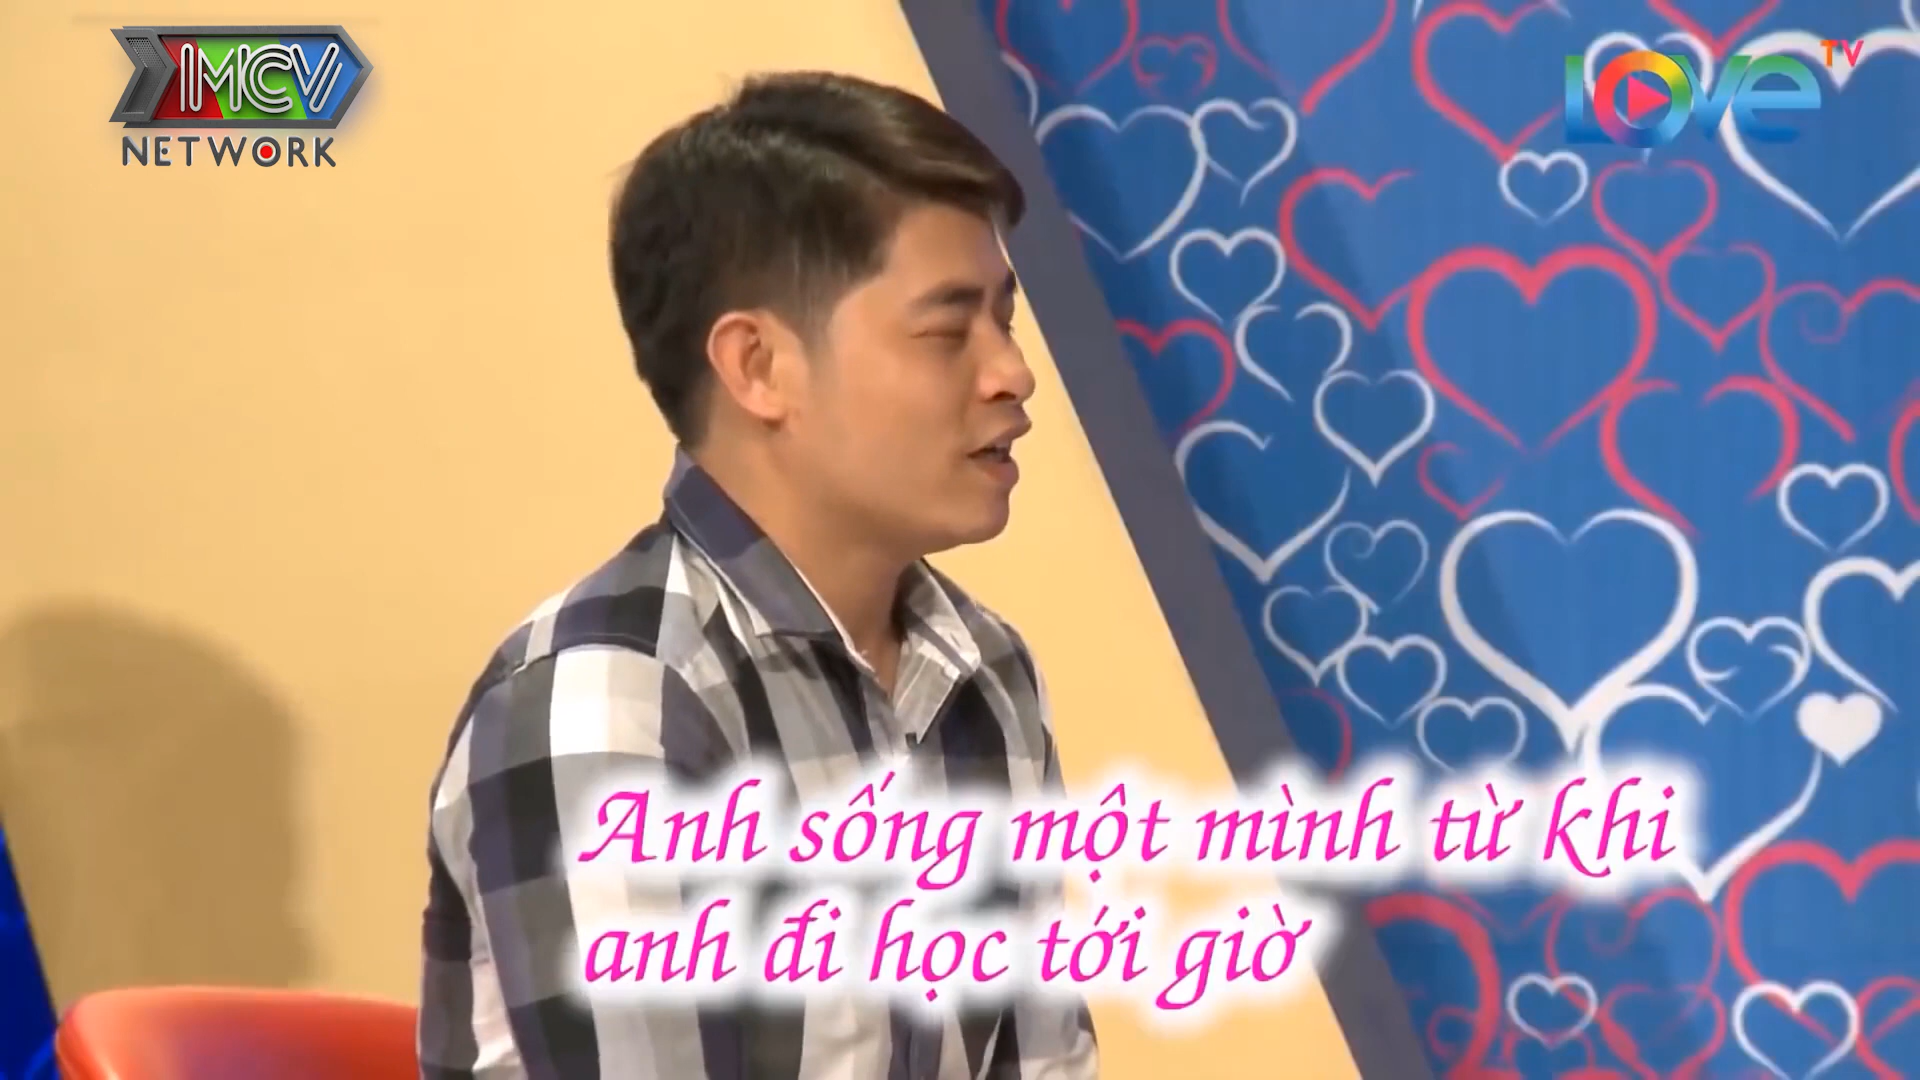 MCV
NETWORK
LOVE TV
Anh sống một mình từ khi
anh đi học tới giờ